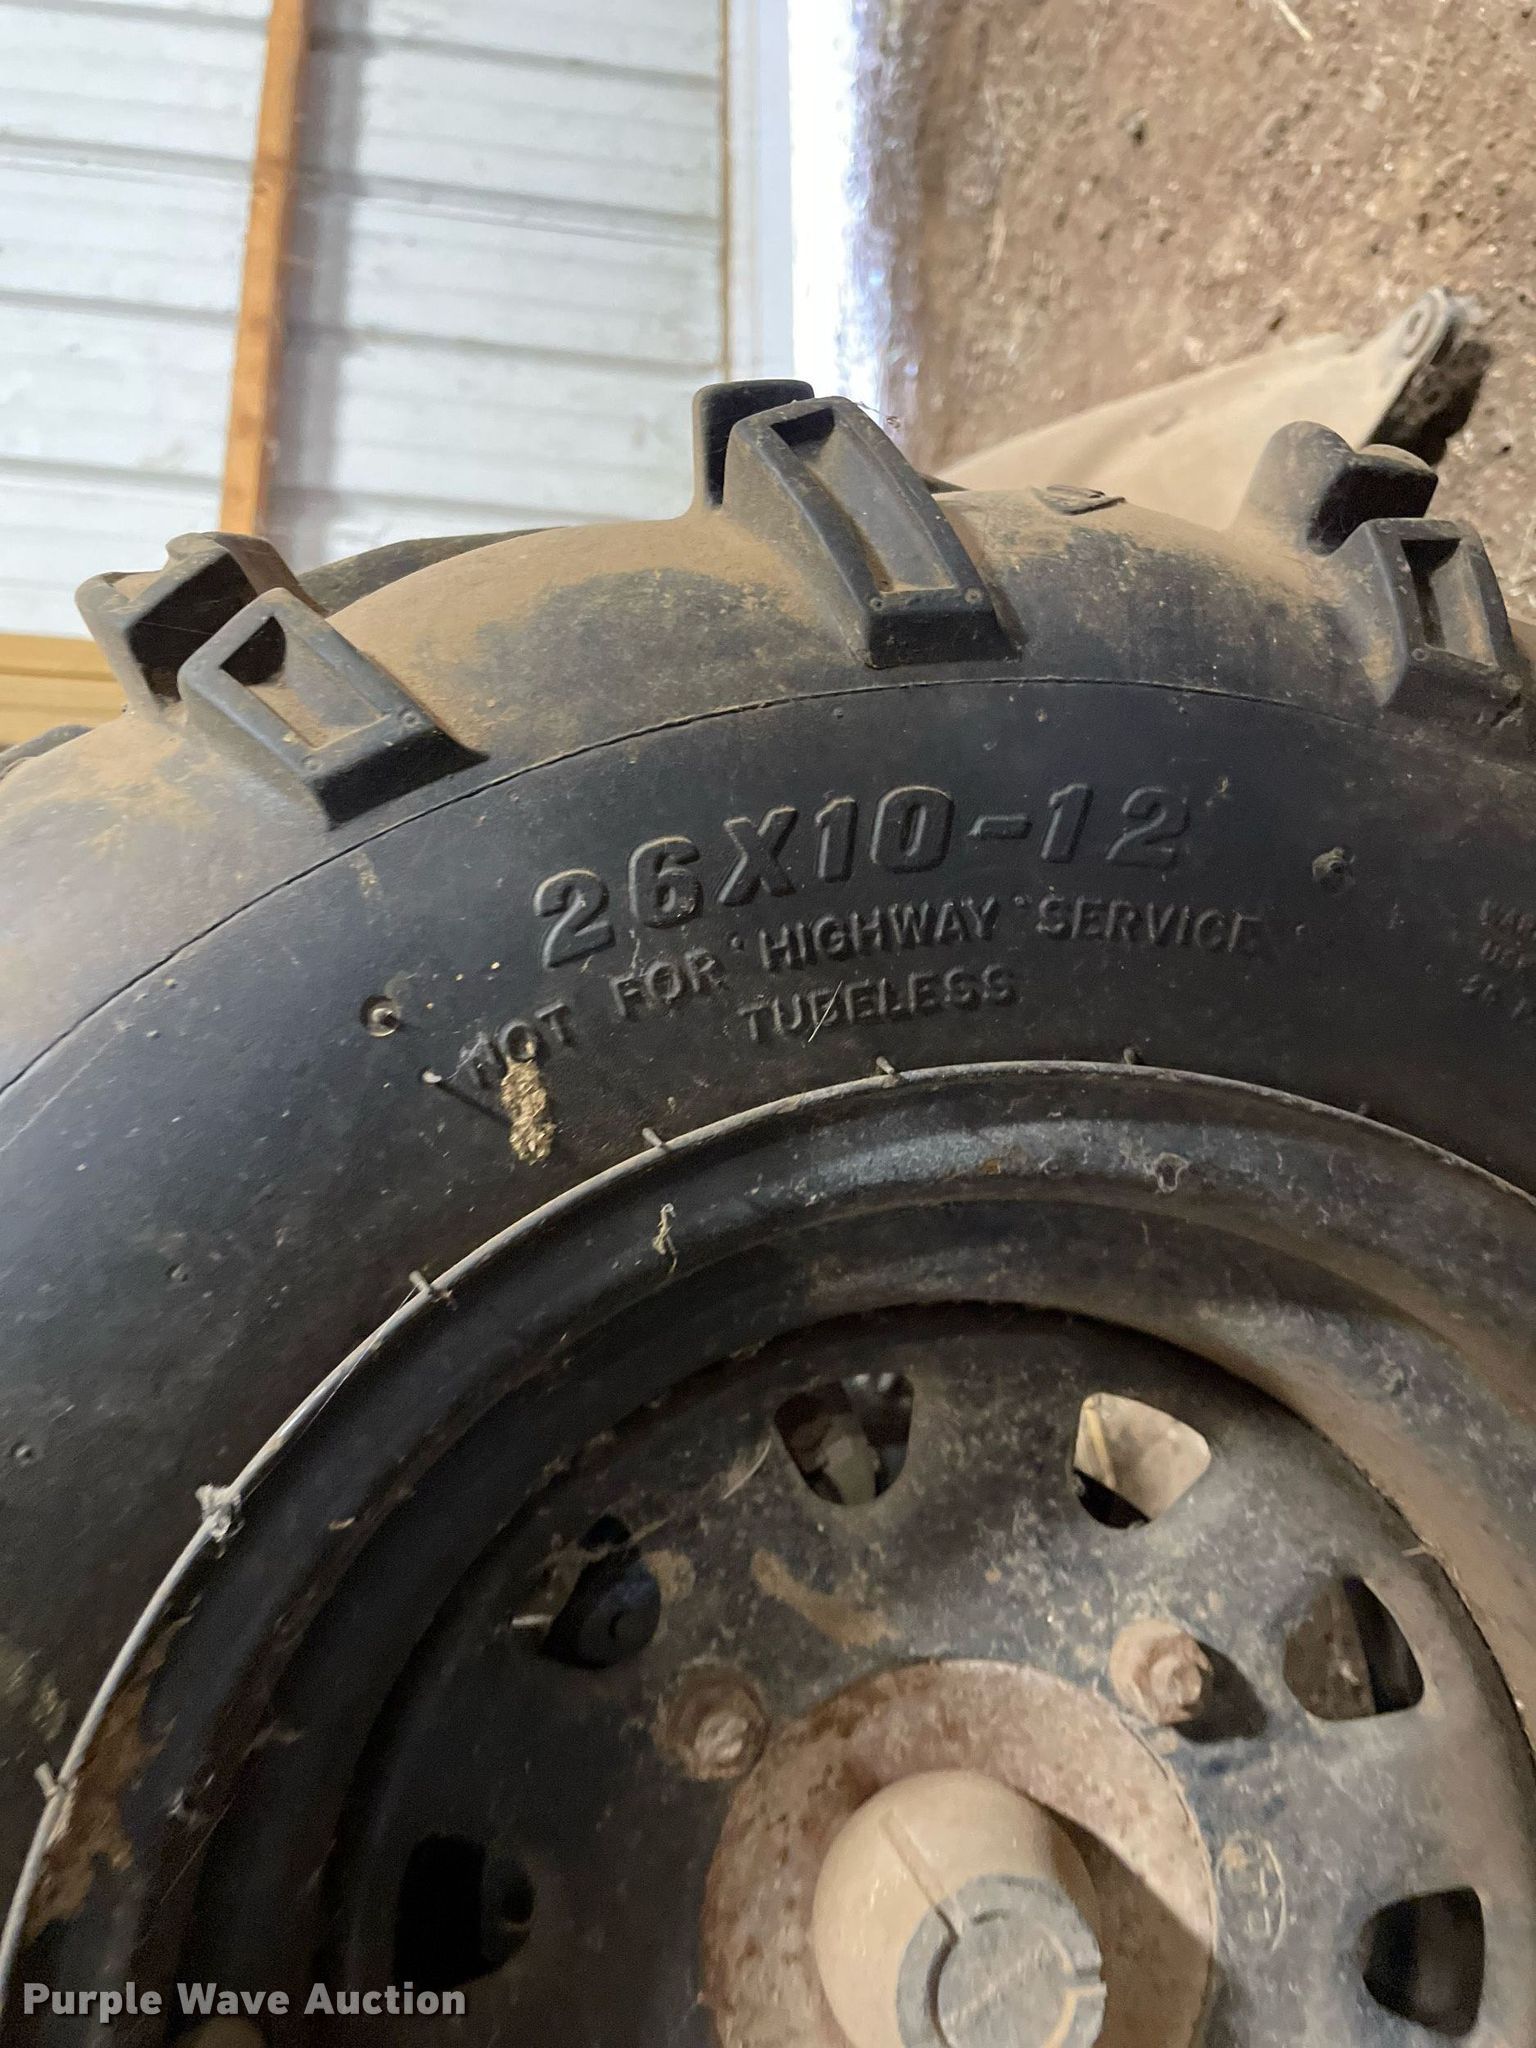 26X10-12
NOT FOR HIGHWAY SERVICE
TUBELESS
Purple Wave Auction